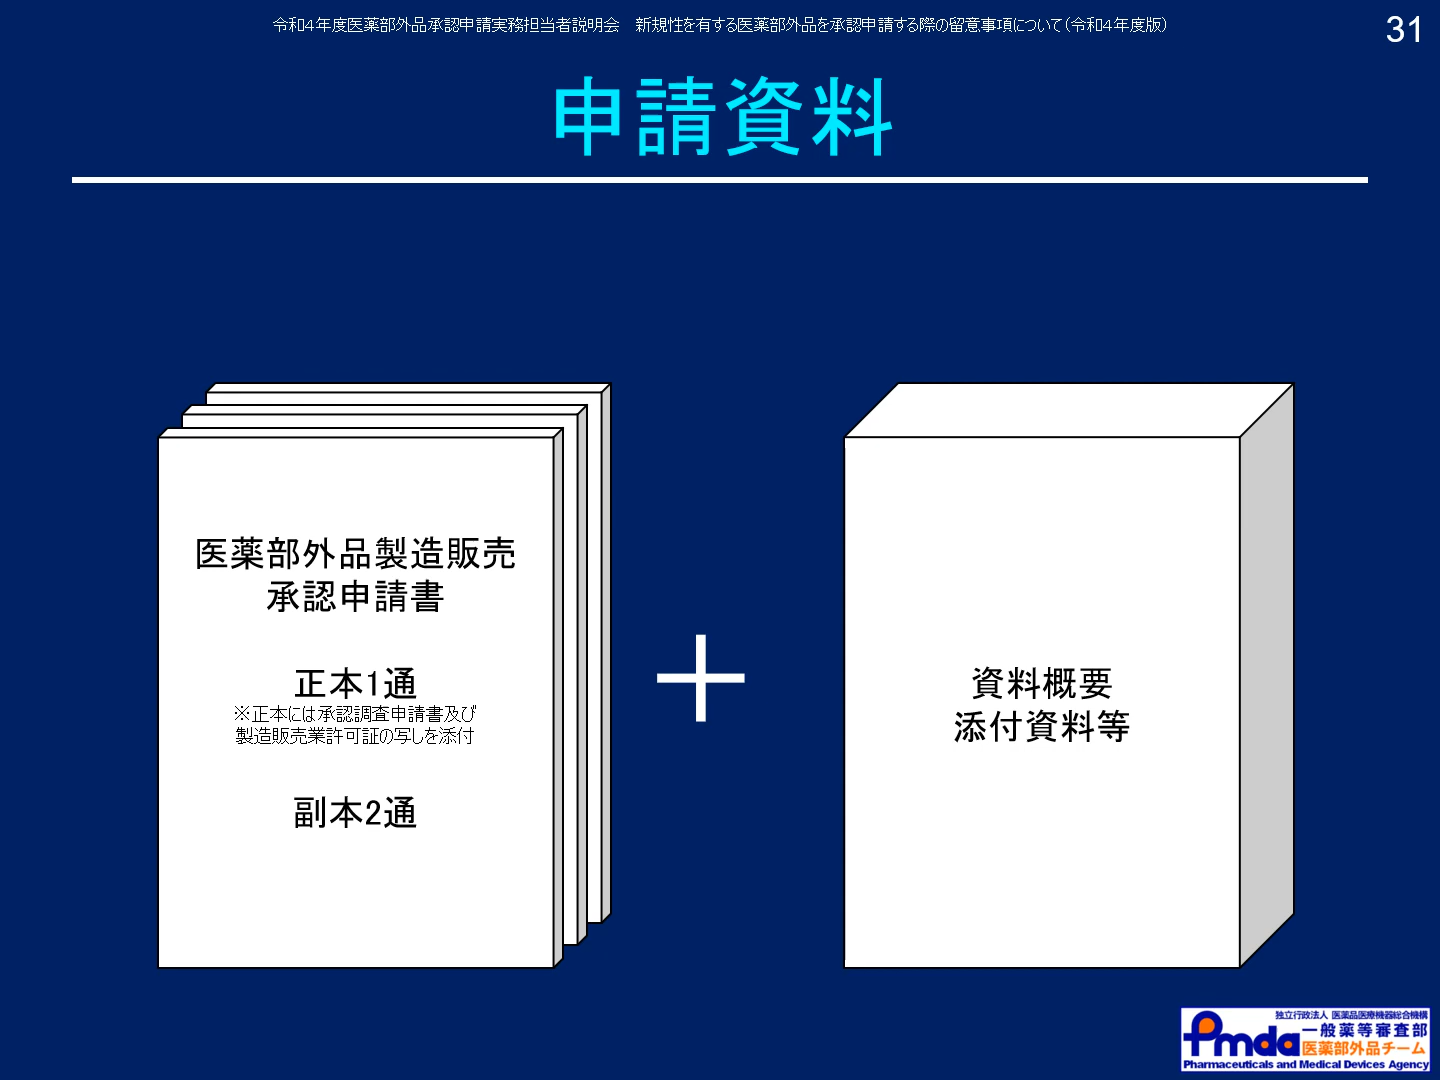 令和４年度医薬部外品承認申請実務担当者説明会　新規性を有する医薬部外品を承認申請する際の留意事項について（令和４年度版）
31
申請資料
医薬部外品製造販売
承認申請書
正本1通
※正本には承認調査申請書及び
製造販売業許可証の写しを添付
副本2通
＋
資料概要
添付資料等
独立行政法人 医薬品医療機器総合機構
Pmda 一般薬等審査部
医薬部外品チーム
Pharmaceuticals and Medical Devices Agency